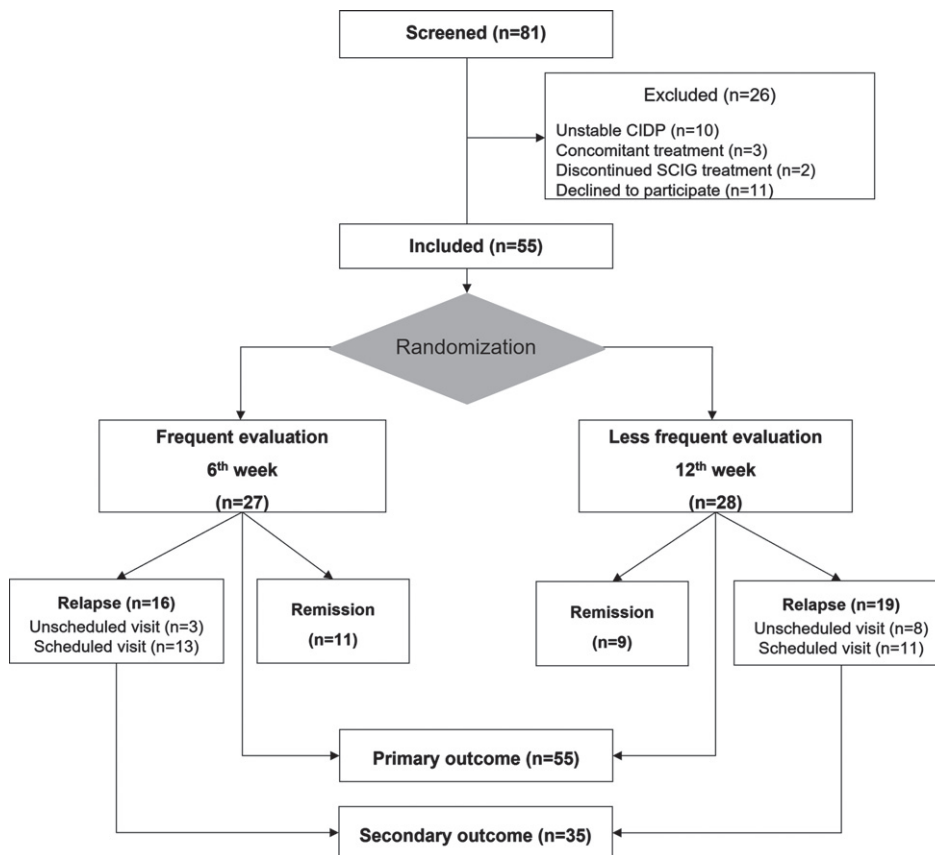 Screened (n=81)
Excluded (n=26)
Unstable CIDP (n=10)
Concomitant treatment (n=3)
Discontinued SCIG treatment (n=2)
Declined to participate (n=11)
Included (n=55)
Randomization
Frequent evaluation
6th week
(n=27)
Less frequent evaluation
12th week
(n=28)
Relapse (n=16)
Unscheduled visit (n=3)
Scheduled visit (n=13)
Remission
(n=11)
Remission
(n=9)
Relapse (n=19)
Unscheduled visit (n=8)
Scheduled visit (n=11)
Primary outcome (n=55)
Secondary outcome (n=35)